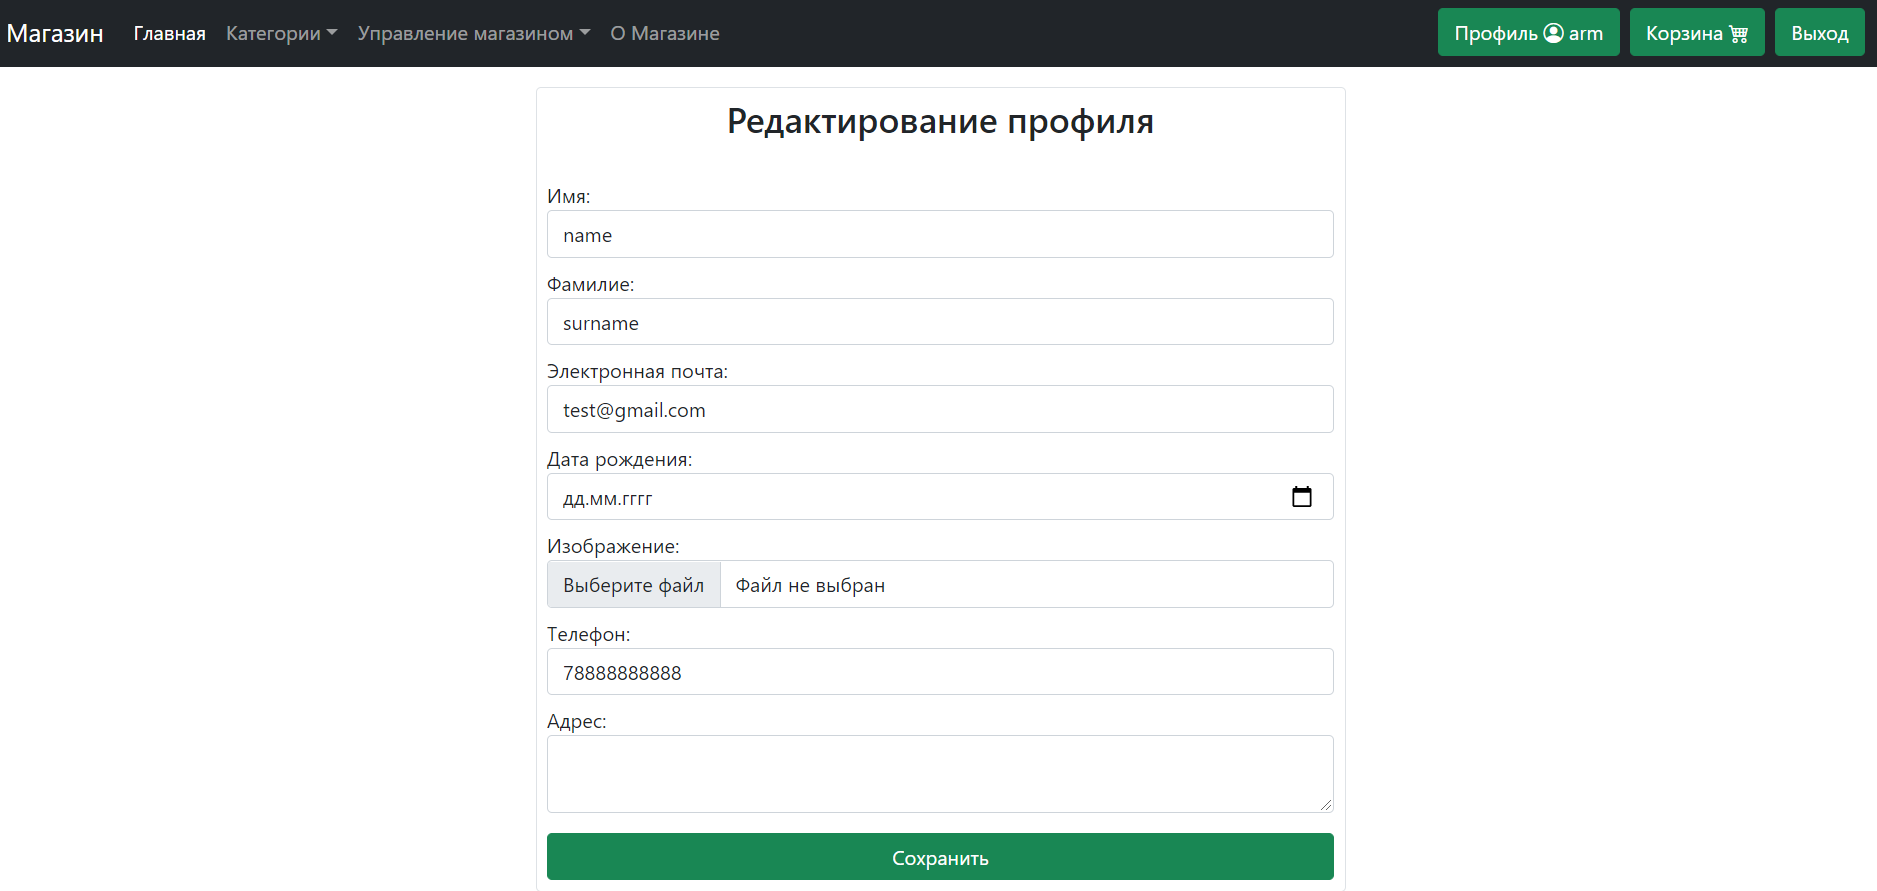 Магазин Главная Категории Управление магазином О Магазине Профиль arm Корзина Выход
Редактирование профиля
Имя:
name
Фамилие:
surname
Электронная почта:
test@gmail.com
Дата рождения:
дд.мм.гггг
Изображение:
Выберите файл Файл не выбран
Телефон:
78888888888
Адрес:
Сохранить